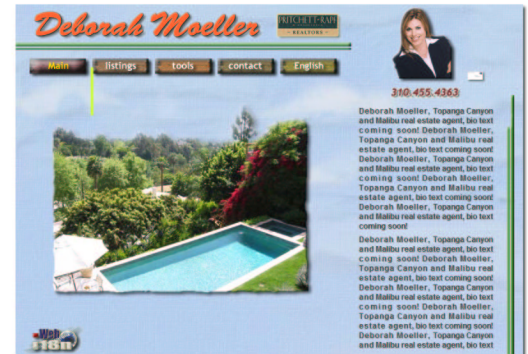 Deborah Moeller
PRITCHETT-RAPF
REALTORS
Main
listings
tools
contact
English
310.455.4363
Deborah Moeller, Topanga Canyon
and Malibu real estate agent, bio text
coming soon! Deborah Moeller,
Topanga Canyon and Malibu real
estate agent, bio text coming soon!
Deborah Moeller, Topanga Canyon
and Malibu real estate agent, bio text
coming soon! Deborah Moeller,
Topanga Canyon and Malibu real
estate agent, bio text coming soon!
Deborah Moeller, Topanga Canyon
and Malibu real estate agent, bio text
coming soon!
Deborah Moeller, Topanga Canyon
and Malibu real estate agent, bio text
coming soon! Deborah Moeller,
Topanga Canyon and Malibu real
estate agent, bio text coming soon!
Deborah Moeller, Topanga Canyon
and Malibu real estate agent, bio text
coming soon! Deborah Moeller,
Topanga Canyon and Malibu real
estate agent, bio text coming soon!
Deborah Moeller, Topanga Canyon
and Malibu real estate agent, bio text
Web